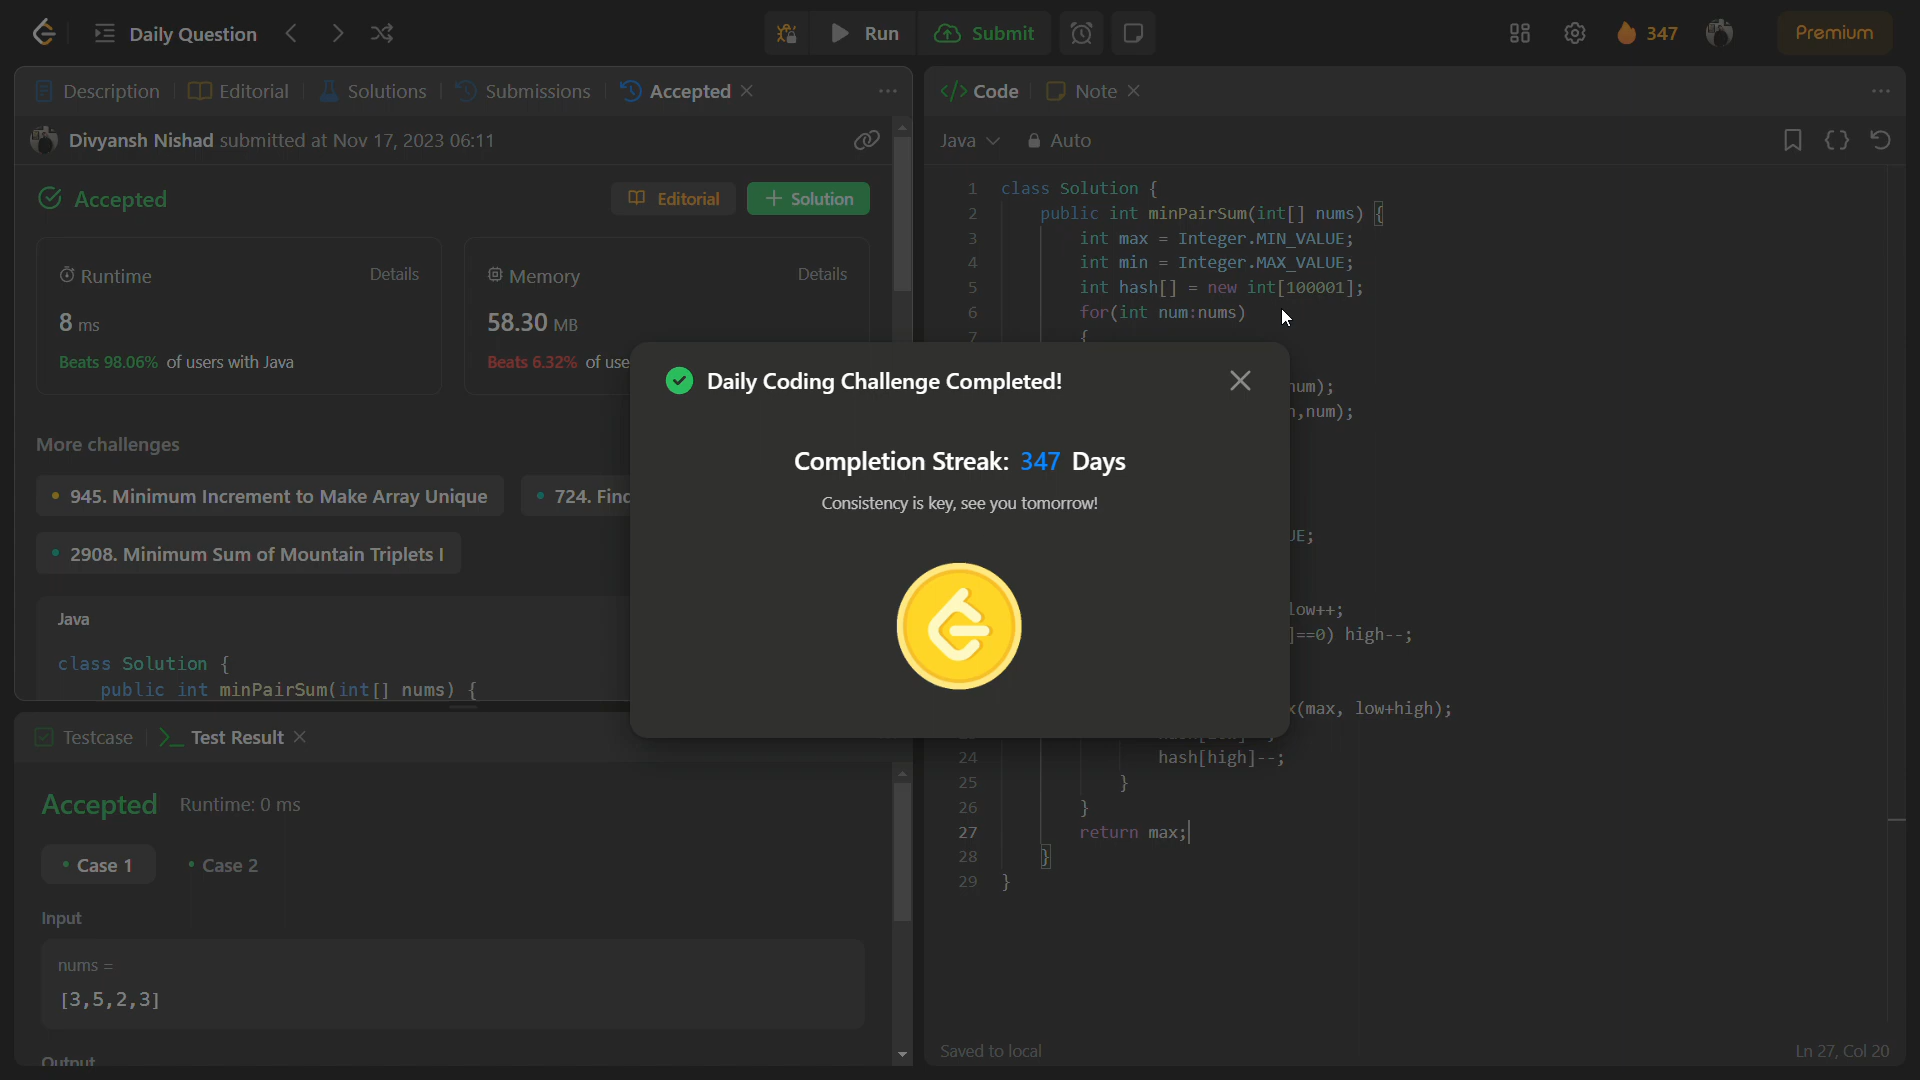 Daily Question
Run
Submit
347
Premium
Description
Editorial
Solutions
Submissions
Accepted
Divyansh Nishad submitted at Nov 17, 2023 06:11
Accepted
Editorial
Solution
Runtime
Details
8 ms
Beats 98.06% of users with Java
Memory
Details
58.30 MB
Beats 6.32% of use
More challenges
945. Minimum Increment to Make Array Unique
724. Find
2908. Minimum Sum of Mountain Triplets I
Java
class Solution {
public int minPairSum(int[] nums) {
Daily Coding Challenge Completed!
Completion Streak: 347 Days
Consistency is key, see you tomorrow!
Testcase
Test Result
Accepted Runtime: 0 ms
Case 1
Case 2
Input
nums =
[3,5,2,3]
Output
</> Code
Note
Java
Auto
1 class Solution {
2 public int minPairSum(int[] nums) {
3 int max = Integer.MIN_VALUE;
4 int min = Integer.MAX_VALUE;
5 int hash[] = new int[100001];
6 for(int num:nums)
7 {
num);
n,num);
UE;
low++;
]==0) high--;
x(max, low+high);
24 hash[high]--;
25 }
26 }
27 return max;
28 }
29 }
Saved to local
Ln 27, Col 20